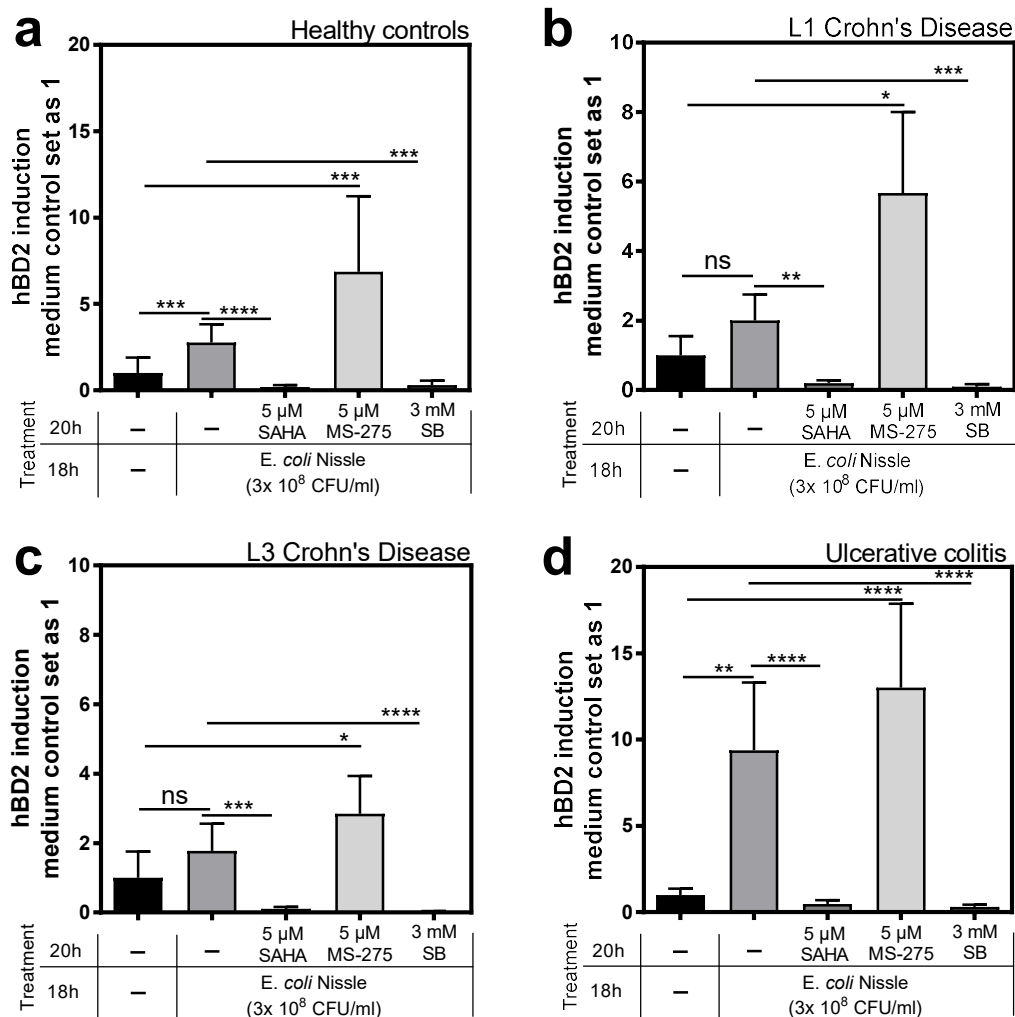 a
Healthy controls
hBD2 induction
medium control set as 1
20
15
10
5
0
***
***
***
****
Treatment
20h
–
–
5 µM
SAHA
5 µM
MS-275
3 mM
SB
18h
–
E. coli Nissle
(3x 10⁸ CFU/ml)
b
L1 Crohn's Disease
hBD2 induction
medium control set as 1
10
8
6
4
2
0
***
*
ns
**
Treatment
20h
–
–
5 µM
SAHA
5 µM
MS-275
3 mM
SB
18h
–
E. coli Nissle
(3x 10⁸ CFU/ml)
c
L3 Crohn's Disease
hBD2 induction
medium control set as 1
10
8
6
4
2
0
****
*
ns
***
Treatment
20h
–
–
5 µM
SAHA
5 µM
MS-275
3 mM
SB
18h
–
E. coli Nissle
(3x 10⁸ CFU/ml)
d
Ulcerative colitis
hBD2 induction
medium control set as 1
20
15
10
5
0
****
****
**
****
Treatment
20h
–
–
5 µM
SAHA
5 µM
MS-275
3 mM
SB
18h
–
E. coli Nissle
(3x 10⁸ CFU/ml)